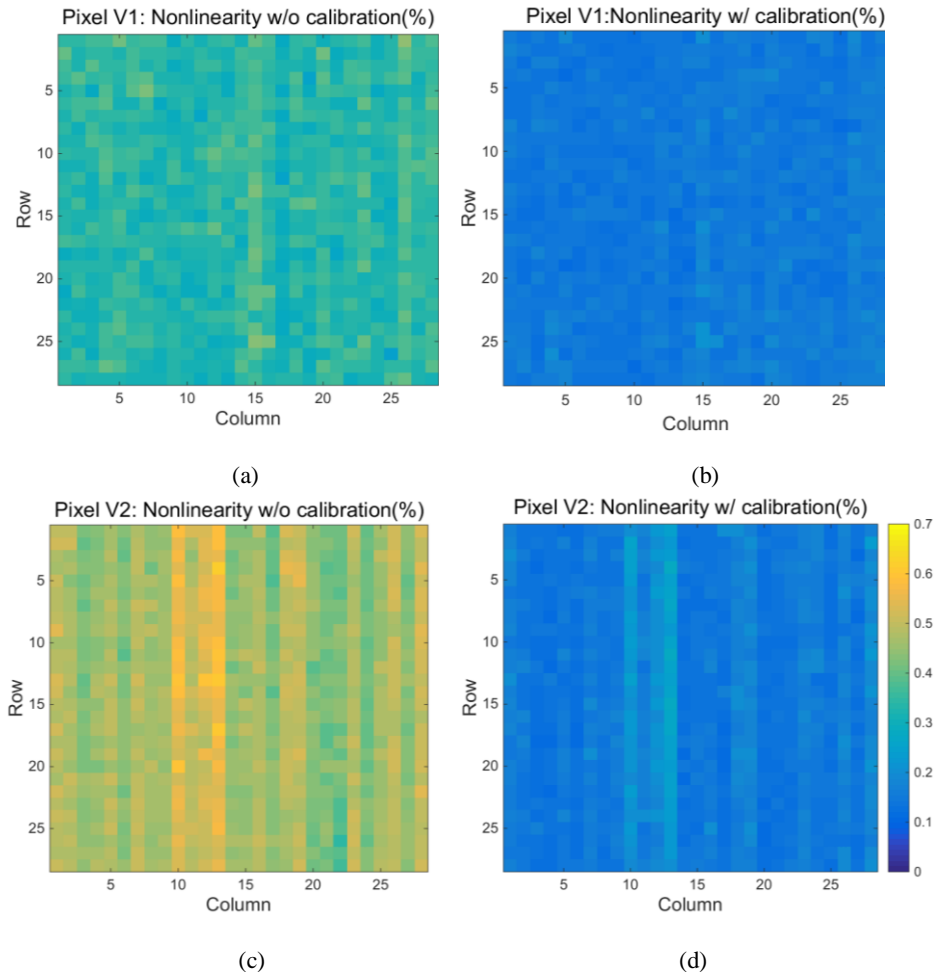 Pixel V1: Nonlinearity w/o calibration(%)
5
10
15
20
25
Row
5 10 15 20 25
Column
(a)
Pixel V1:Nonlinearity w/ calibration(%)
5
10
15
20
25
Row
5 10 15 20 25
Column
(b)
Pixel V2: Nonlinearity w/o calibration(%)
5
10
15
20
25
Row
5 10 15 20 25
Column
(c)
Pixel V2: Nonlinearity w/ calibration(%)
5
10
15
20
25
Row
5 10 15 20 25
Column
0.7
0.6
0.5
0.4
0.3
0.2
0.1
0
(d)